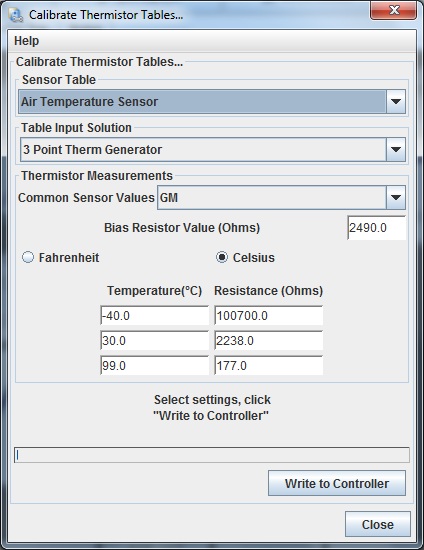 Calibrate Thermistor Tables...
Help
Calibrate Thermistor Tables...
Sensor Table
Air Temperature Sensor
Table Input Solution
3 Point Therm Generator
Thermistor Measurements
Common Sensor Values GM
Bias Resistor Value (Ohms) 2490.0
Fahrenheit Celsius
Temperature(°C) Resistance (Ohms)
-40.0 100700.0
30.0 2238.0
99.0 177.0
Select settings, click
"Write to Controller"
Write to Controller
Close